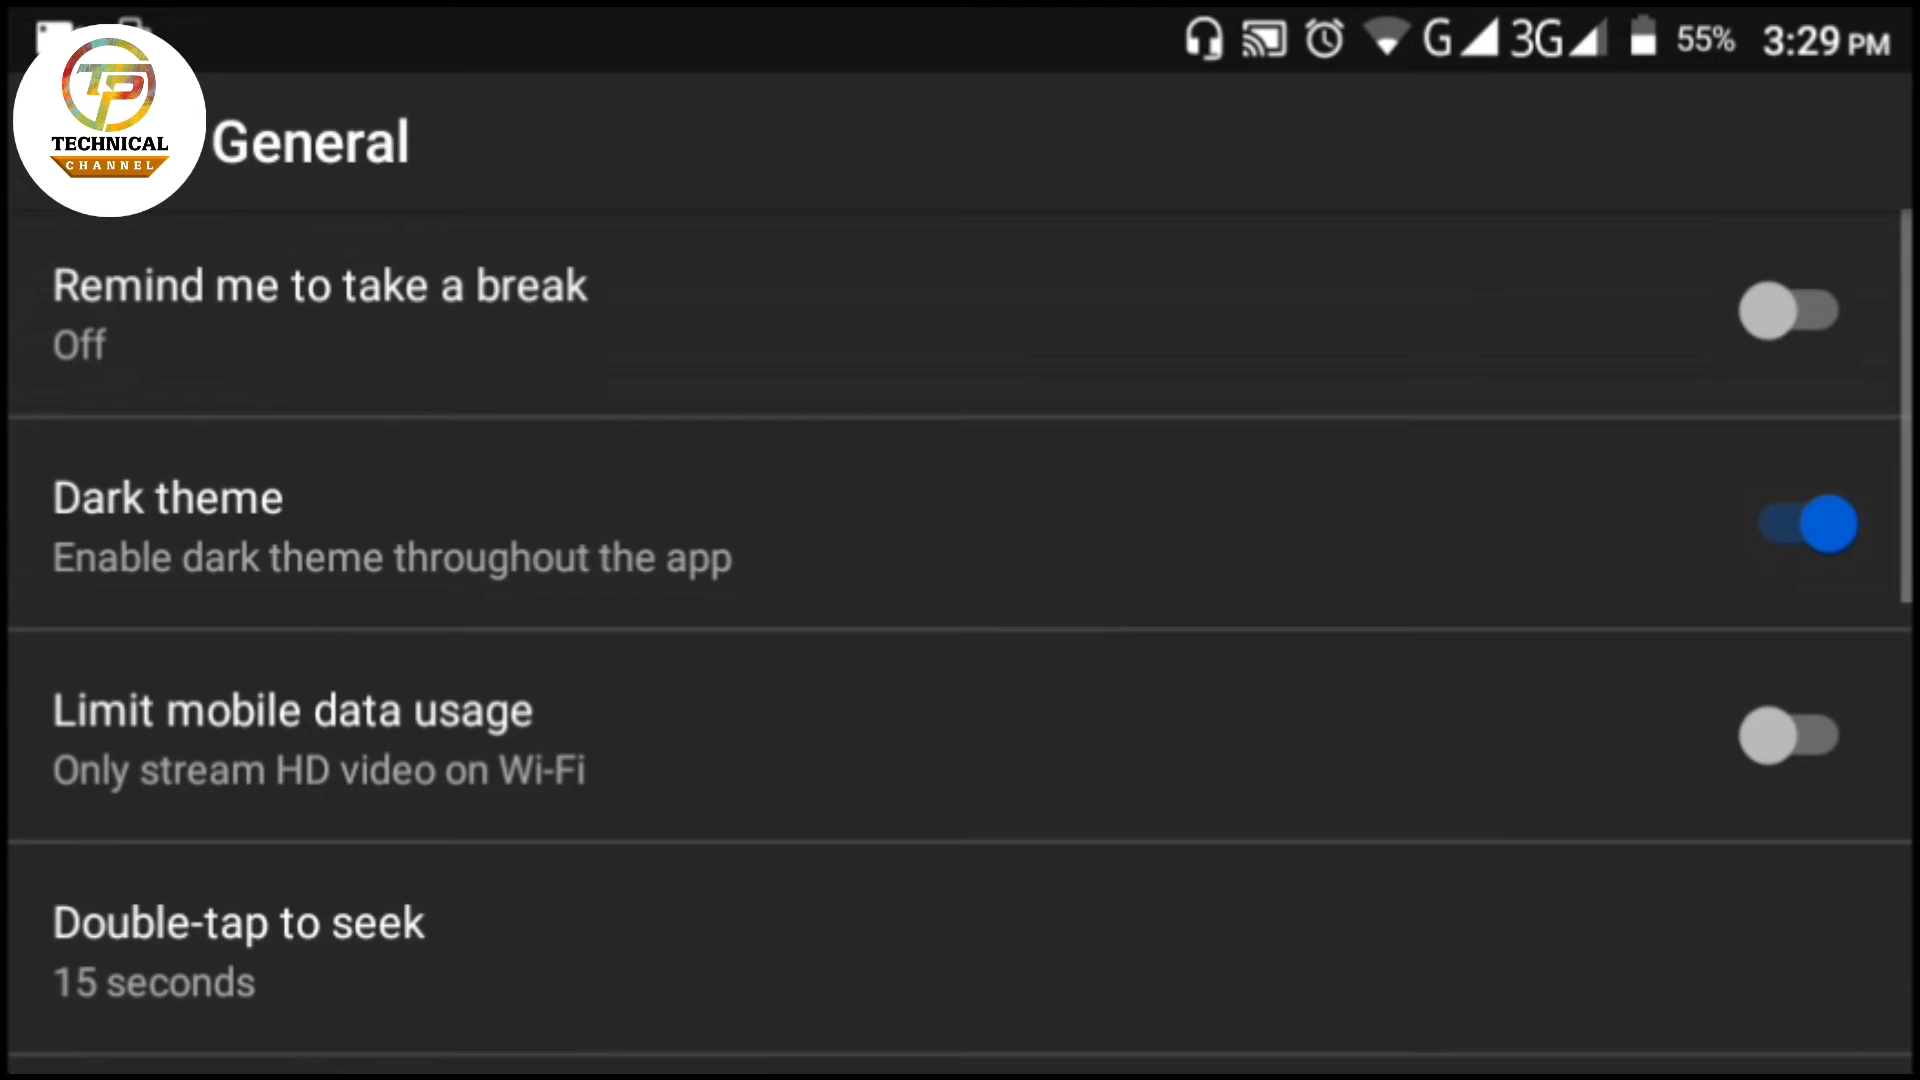 G 3G 55% 3:29 PM
TP
TECHNICAL
CHANNEL
General
Remind me to take a break
Off
Dark theme
Enable dark theme throughout the app
Limit mobile data usage
Only stream HD video on Wi-Fi
Double-tap to seek
15 seconds